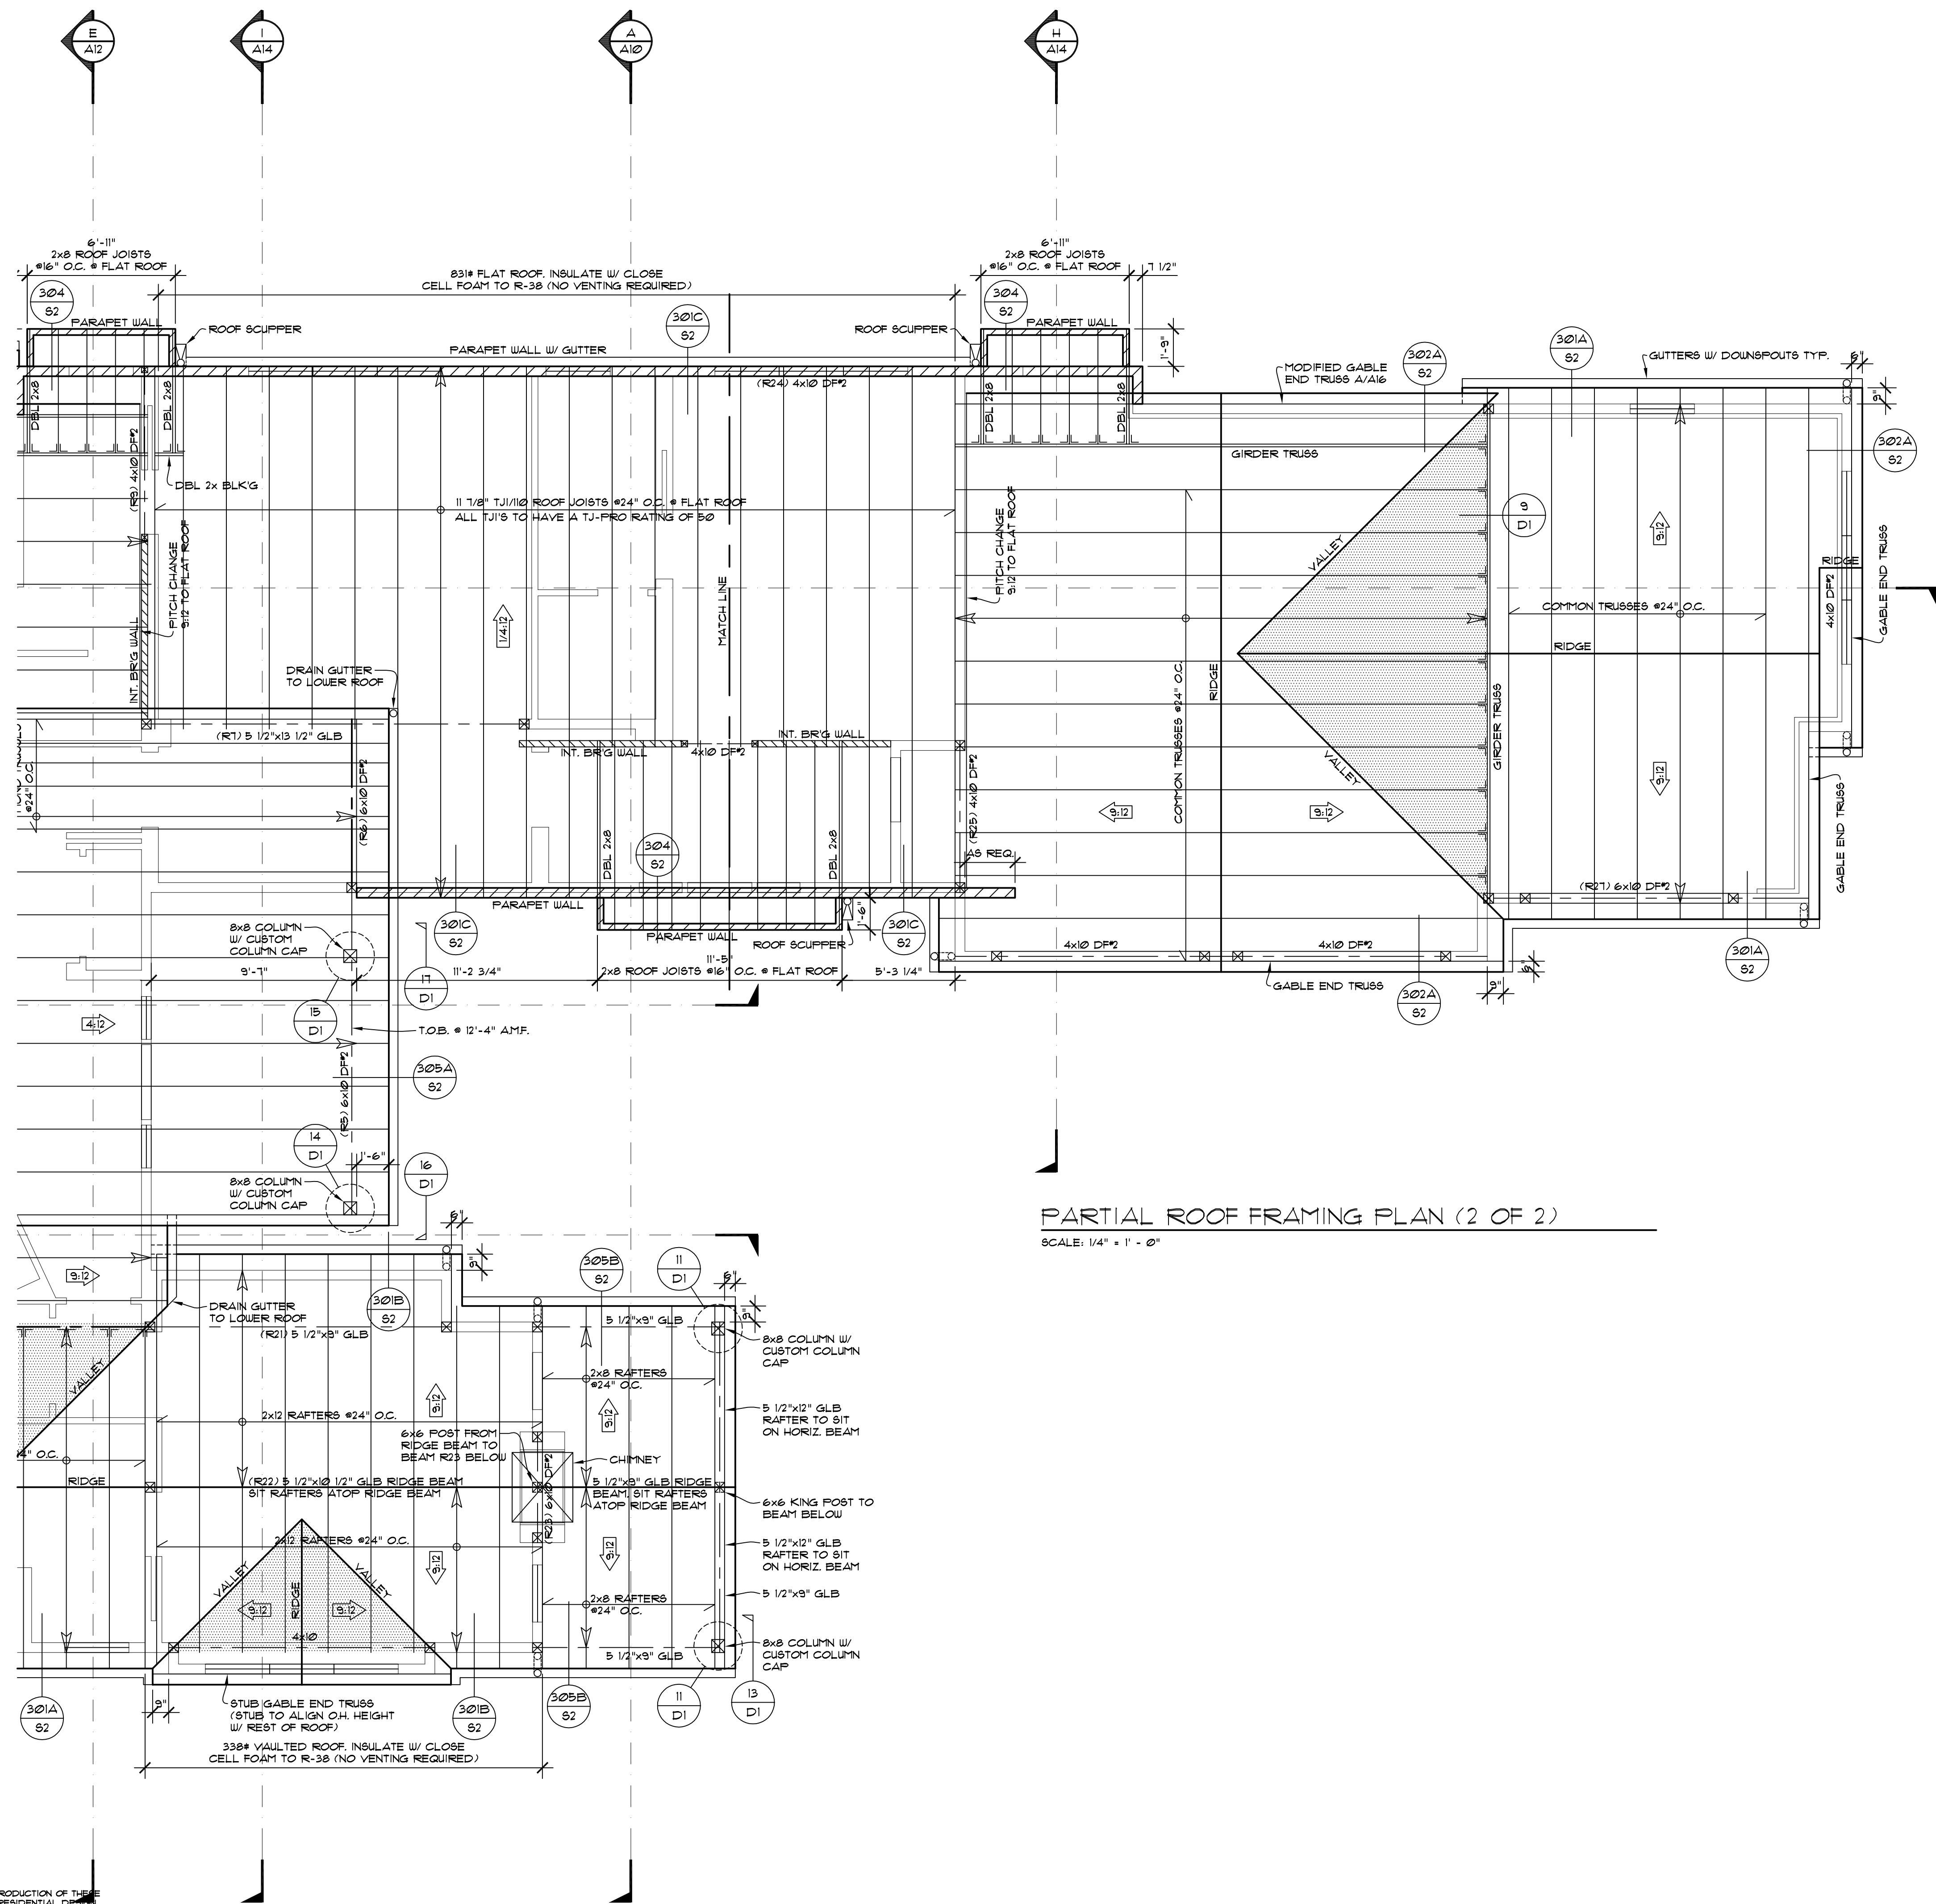 E
A12
I
A14
A
A10
H
A14
6'-11"
2x8 ROOF JOISTS
@16" O.C. @ FLAT ROOF
831# FLAT ROOF. INSULATE W/ CLOSE
CELL FOAM TO R-38 (NO VENTING REQUIRED)
6'-11"
2x8 ROOF JOISTS
@16" O.C. @ FLAT ROOF
7 1/2"
304
S2
PARAPET WALL
ROOF SCUPPER
301C
S2
ROOF SCUPPER
304
S2
PARAPET WALL
1'-9"
PARAPET WALL W/ GUTTER
302A
S2
301A
S2
GUTTERS W/ DOWNSPOUTS TYP.
6"
9"
MODIFIED GABLE
END TRUSS A/A16
(R24) 4x10 DF#2
DBL 2x8
DBL 2x8
DBL 2x8
DBL 2x8
(R9) 4x10 DF#2
DBL 2x BLK'G
GIRDER TRUSS
302A
S2
11 7/8" TJI/110 ROOF JOISTS @24" O.C. @ FLAT ROOF
ALL TJI'S TO HAVE A TJ-PRO RATING OF 50
9
D1
PITCH CHANGE
9:12 TO FLAT ROOF
PITCH CHANGE
9:12 TO FLAT ROOF
INT. BR'G WALL
1/4:12
MATCH LINE
VALLEY
9:12
RIDGE
4x10 DF#2
GABLE END TRUSS
COMMON TRUSSES @24" O.C.
RIDGE
DRAIN GUTTER
TO LOWER ROOF
RIDGE
COMMON TRUSSES @24" O.C.
GIRDER TRUSS
(R7) 5 1/2"x13 1/2" GLB
INT. BR'G WALL
4x10 DF#2
INT. BR'G WALL
VALLEY
9:12
@24" O.C.
(R6) 6x10 DF#2
(R25) 4x10 DF#2
9:12
9:12
GABLE END TRUSS
DBL 2x8
304
S2
DBL 2x8
AS REQ.
(R27) 6x10 DF#2
PARAPET WALL
301C
S2
PARAPET WALL
ROOF SCUPPER
1'-6"
301C
S2
8x8 COLUMN
W/ CUSTOM
COLUMN CAP
4x10 DF#2
4x10 DF#2
301A
S2
9"
9"
9'-7"
11'-2 3/4"
11'-5"
2x8 ROOF JOISTS @16" O.C. @ FLAT ROOF
5'-3 1/4"
17
D1
GABLE END TRUSS
302A
S2
15
D1
4:12
T.O.B. @ 12'-4" A.M.F.
305A
S2
(R5) 6x10 DF#2
14
D1
1'-6"
16
D1
8x8 COLUMN
W/ CUSTOM
COLUMN CAP
PARTIAL ROOF FRAMING PLAN (2 OF 2)
SCALE: 1/4" = 1' - 0"
6"
9"
9:12
305B
S2
11
D1
6"
9"
DRAIN GUTTER
TO LOWER ROOF
301B
S2
(R21) 5 1/2"x9" GLB
5 1/2"x9" GLB
8x8 COLUMN W/
CUSTOM COLUMN
CAP
VALLEY
2x8 RAFTERS
@24" O.C.
9:12
9:12
2x12 RAFTERS @24" O.C.
5 1/2"x12" GLB
RAFTER TO SIT
ON HORIZ. BEAM
6x6 POST FROM
RIDGE BEAM TO
BEAM R23 BELOW
CHIMNEY
4" O.C.
RIDGE
(R22) 5 1/2"x10 1/2" GLB RIDGE BEAM
SIT RAFTERS ATOP RIDGE BEAM
(R23) 6x10 DF#2
5 1/2"x9" GLB RIDGE
BEAM. SIT RAFTERS
ATOP RIDGE BEAM
6x6 KING POST TO
BEAM BELOW
2x12 RAFTERS @24" O.C.
9:12
9:12
5 1/2"x12" GLB
RAFTER TO SIT
ON HORIZ. BEAM
VALLEY
RIDGE
VALLEY
9:12
9:12
4x10
2x8 RAFTERS
@24" O.C.
5 1/2"x9" GLB
5 1/2"x9" GLB
8x8 COLUMN W/
CUSTOM COLUMN
CAP
301A
S2
9"
STUB GABLE END TRUSS
(STUB TO ALIGN O.H. HEIGHT
W/ REST OF ROOF)
301B
S2
305B
S2
11
D1
13
D1
338# VAULTED ROOF. INSULATE W/ CLOSE
CELL FOAM TO R-38 (NO VENTING REQUIRED)
RODUCTION OF THESE